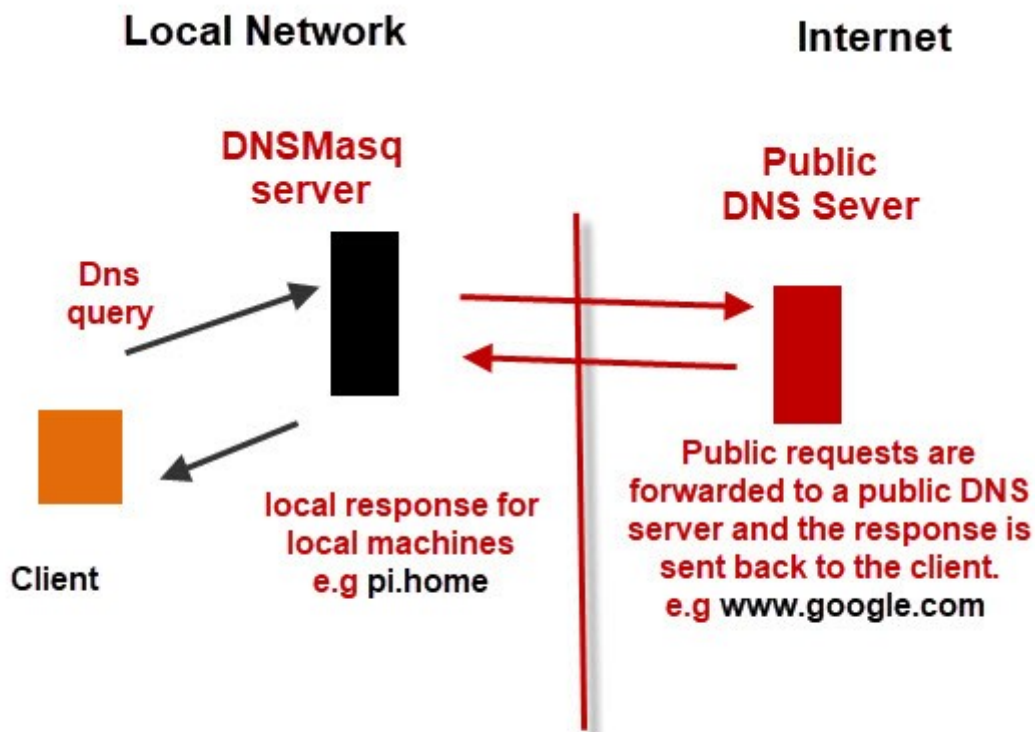 Local Network
Internet
DNSMasq
server
Public
DNS Sever
Dns
query
Client
local response for
local machines
e.g pi.home
Public requests are
forwarded to a public DNS
server and the response is
sent back to the client.
e.g www.google.com